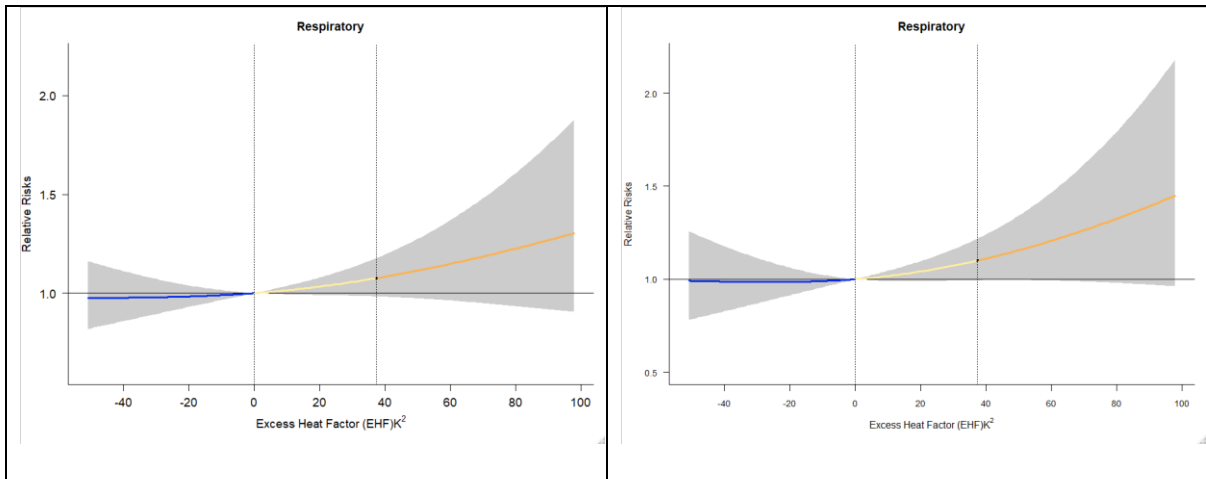 Respiratory
2.0
1.5
1.0
Relative Risks
-40 -20 0 20 40 60 80 100
Excess Heat Factor (EHF)K²
Respiratory
2.0
1.5
1.0
0.5
Relative Risks
-40 -20 0 20 40 60 80 100
Excess Heat Factor (EHF)K²